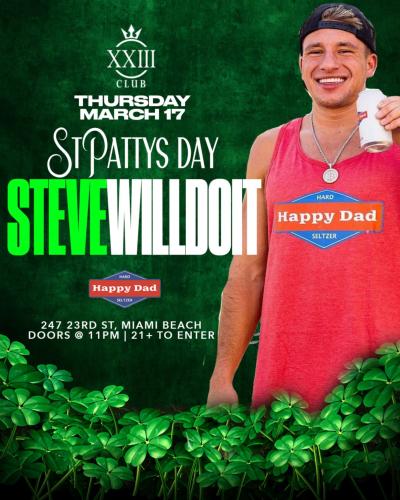 XXIII
CLUB
THURSDAY
MARCH 17
ST PATTYS DAY
STEVEWILLDOIT
HARD
Happy Dad
SELTZER
HARD
Happy Dad
SELTZER
247 23RD ST, MIAMI BEACH
DOORS @ 11PM | 21+ TO ENTER